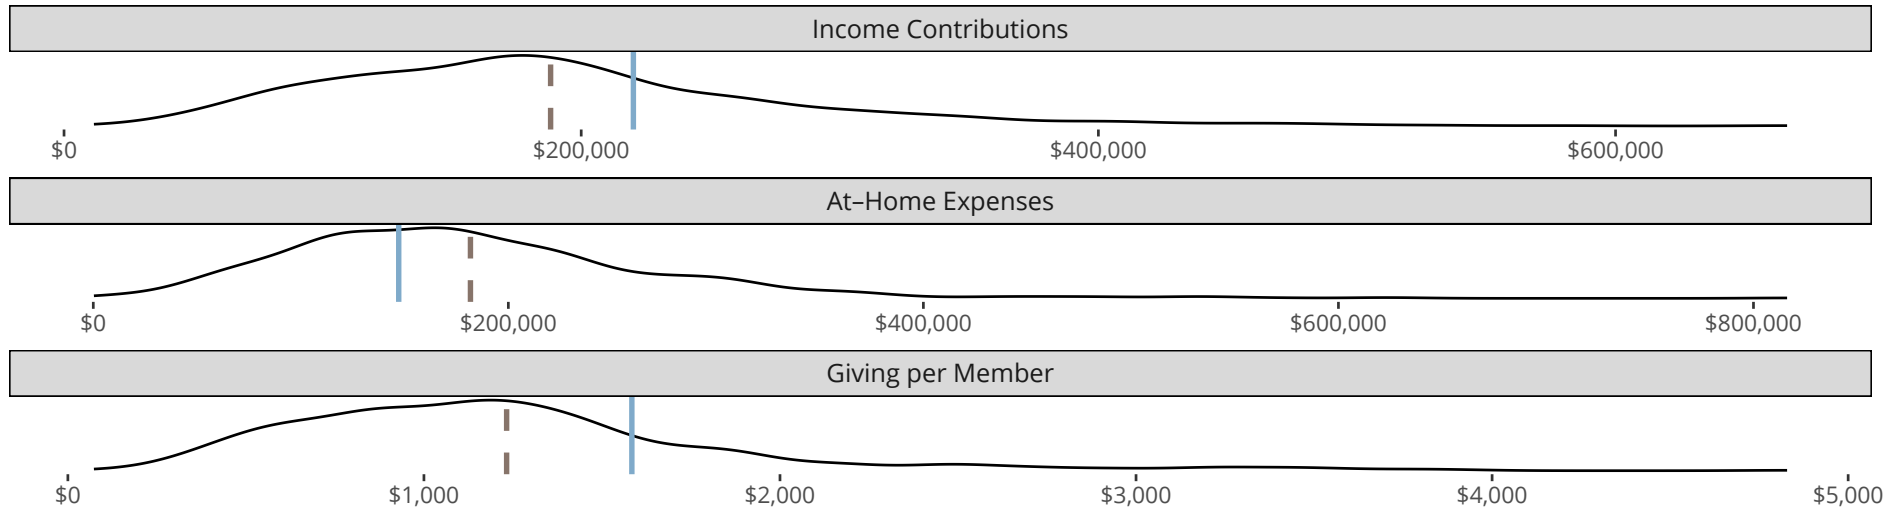 Income Contributions
$0 $200,000 $400,000 $600,000
At–Home Expenses
$0 $200,000 $400,000 $600,000 $800,000
Giving per Member
$0 $1,000 $2,000 $3,000 $4,000 $5,000